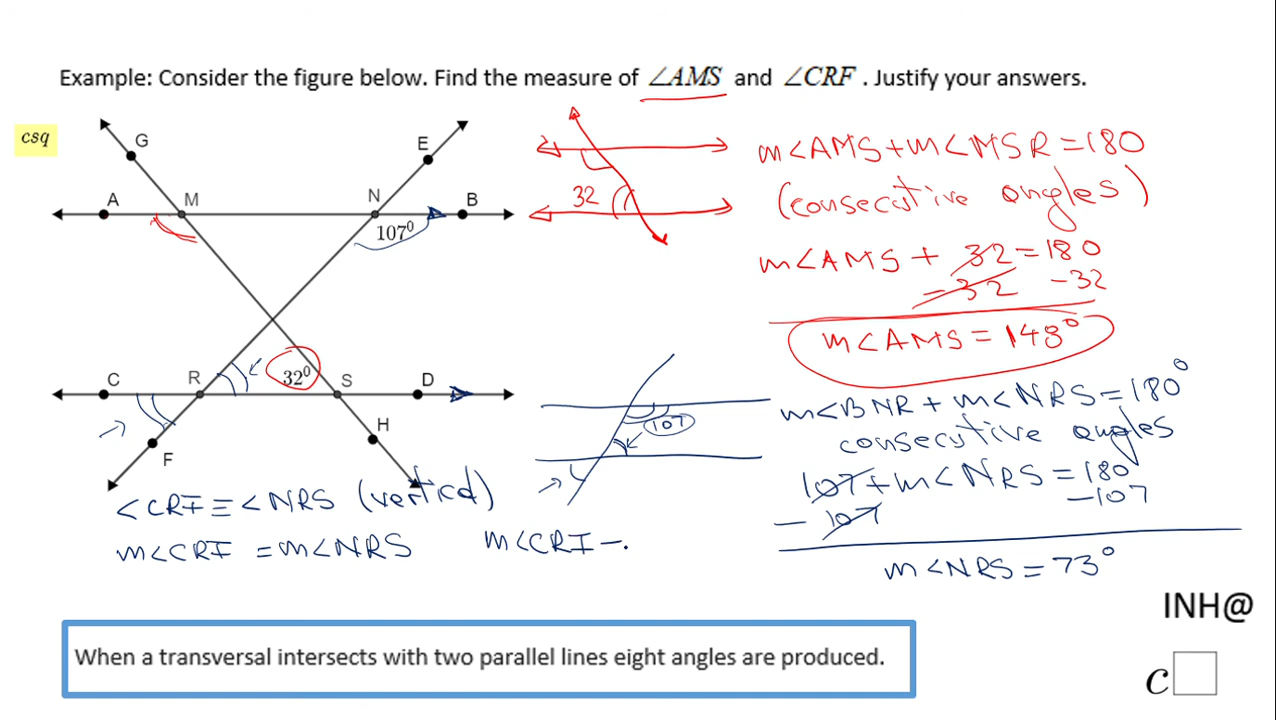 Example: Consider the figure below. Find the measure of ∠AMS and ∠CRF. Justify your answers.
csq
G
E
A
M
N
B
107⁰
32
m∠AMS+m∠MSR=180
(consecutive angles)
m∠AMS + 32=180
-32 -32
m∠AMS = 148°
C
R
32⁰
S
D
H
F
107
m∠BNR + m∠NRS=180°
consecutive angles
107+m∠NRS=180
- 107 -107
m∠NRS = 73°
∠CRF ≅ ∠NRS (vertical)
m∠CRF = m∠NRS m∠CRF -.
INH@
When a transversal intersects with two parallel lines eight angles are produced.
c